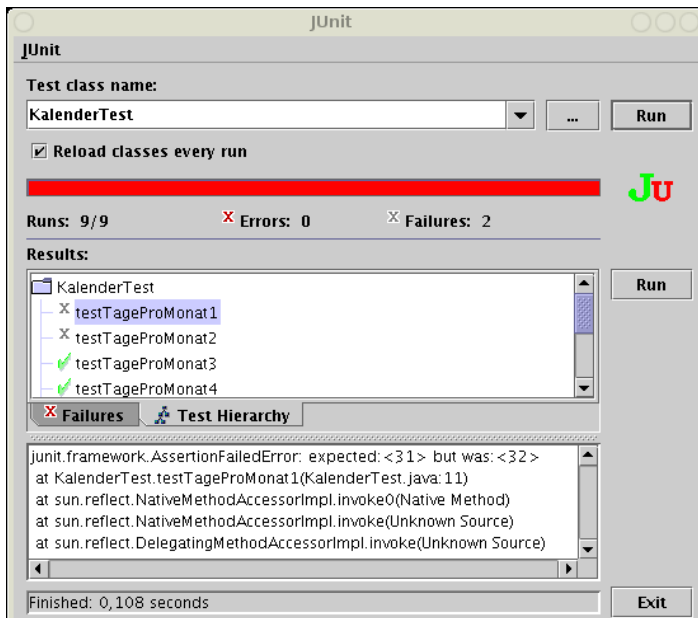 JUnit
JUnit
Test class name:
KalenderTest
... Run
Reload classes every run
JU
Runs: 9/9 X Errors: 0 X Failures: 2
Results:
KalenderTest
Run
X testTageProMonat1
X testTageProMonat2
testTageProMonat3
testTageProMonat4
X Failures Test Hierarchy
junit.framework.AssertionFailedError: expected:<31> but was:<32>
at KalenderTest.testTageProMonat1(KalenderTest.java:11)
at sun.reflect.NativeMethodAccessorImpl.invoke0(Native Method)
at sun.reflect.NativeMethodAccessorImpl.invoke(Unknown Source)
at sun.reflect.DelegatingMethodAccessorImpl.invoke(Unknown Source)
Finished: 0,108 seconds Exit